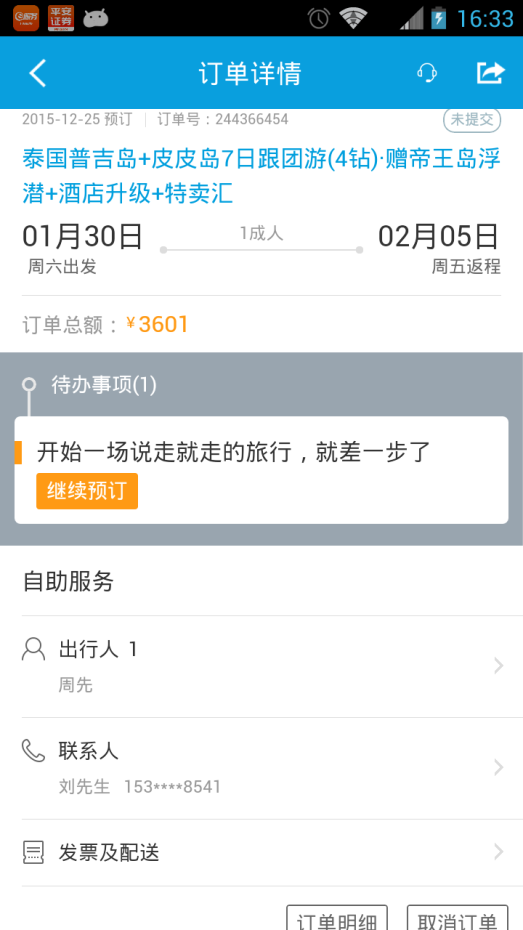 平安
证券
16:33
订单详情
2015-12-25 预订 订单号：244366454
未提交
泰国普吉岛+皮皮岛7日跟团游(4钻)·赠帝王岛浮
潜+酒店升级+特卖汇
01月30日 1成人 02月05日
周六出发 周五返程
订单总额：¥3601
待办事项(1)
开始一场说走就走的旅行，就差一步了
继续预订
自助服务
出行人 1
周先
联系人
刘先生 153****8541
发票及配送
订单明细 取消订单